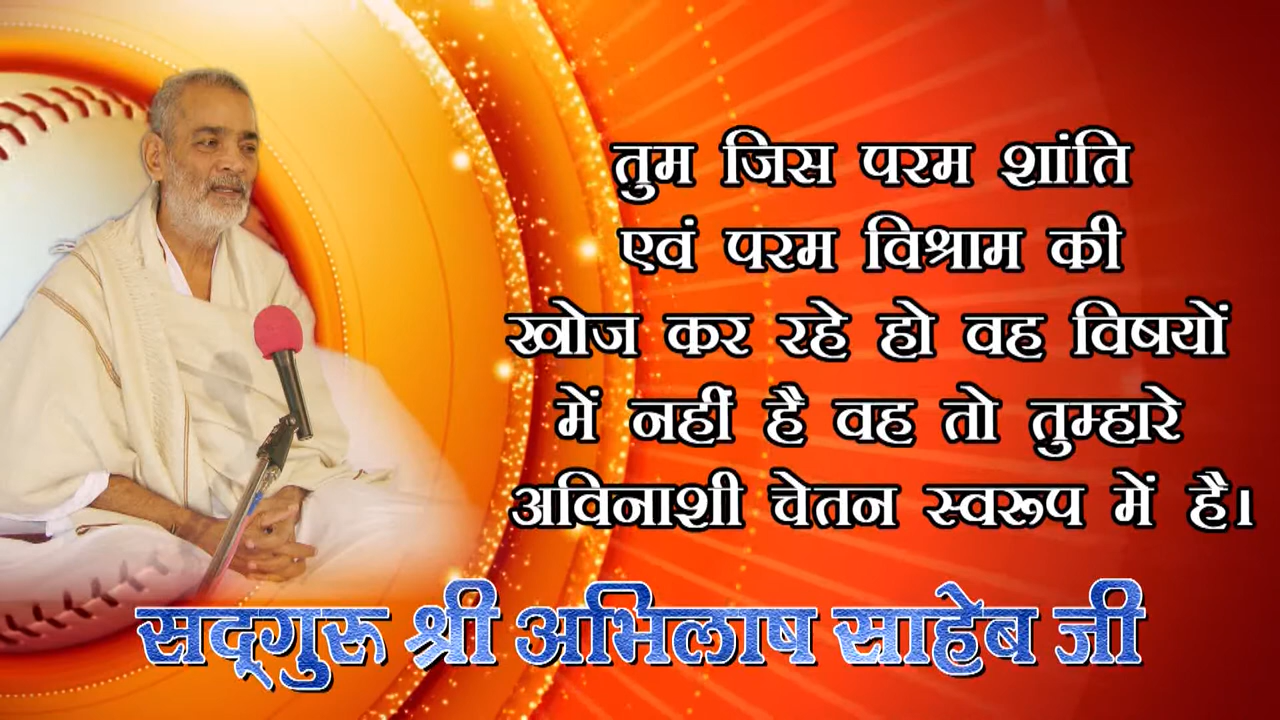 तुम जिस परम शांति
एवं परम विश्राम की
खोज कर रहे हो वह विषयों
में नहीं है वह तो तुम्हारे
अविनाशी चेतन स्वरूप में है।
सद्‌गुरू श्री अभिलाष साहेब जी